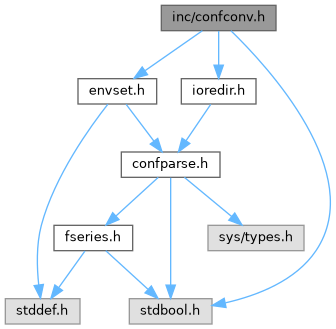 inc/confconv.h
envset.h
ioredir.h
confparse.h
fseries.h
sys/types.h
stddef.h
stdbool.h